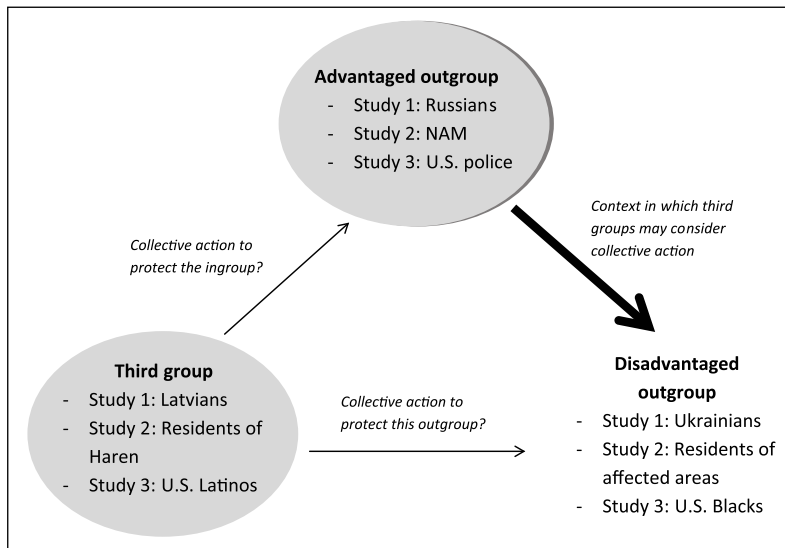 Advantaged outgroup
- Study 1: Russians
- Study 2: NAM
- Study 3: U.S. police
Context in which third
groups may consider
collective action
Collective action to
protect the ingroup?
Third group
- Study 1: Latvians
- Study 2: Residents of
Haren
- Study 3: U.S. Latinos
Collective action to
protect this outgroup?
Disadvantaged
outgroup
- Study 1: Ukrainians
- Study 2: Residents of
affected areas
- Study 3: U.S. Blacks